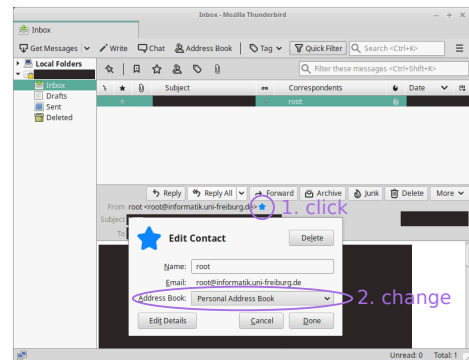 Inbox - Mozilla Thunderbird
Inbox
Get Messages Write Chat Address Book Tag Quick Filter Search <Ctrl+K>
Local Folders
Filter these messages <Ctrl+Shift+K>
Inbox
Subject Correspondents Date
Drafts
root
Sent
Deleted
Reply Reply All Forward Archive Junk Delete More
From root <root@informatik.uni-freiburg.de>
1. click
Subject
To
Edit Contact Delete
Name: root
Email: root@informatik.uni-freiburg.de
Address Book: Personal Address Book
2. change
Edit Details Cancel Done
Unread: 0 Total: 1